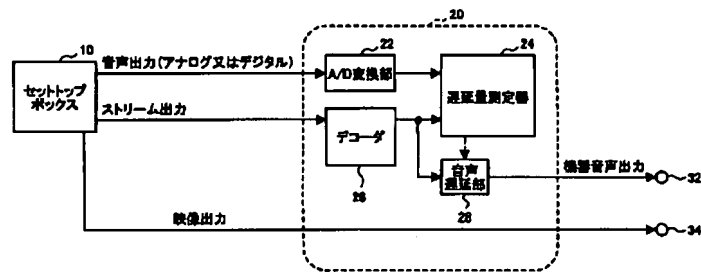 20
10
22
24
音声出力(アナログ又はデジタル)
A/D変換部
遅延量測定器
セットトップ
ボックス
ストリーム出力
デコーダ
音声
遅延部
機器音声出力
32
26
28
映像出力
34